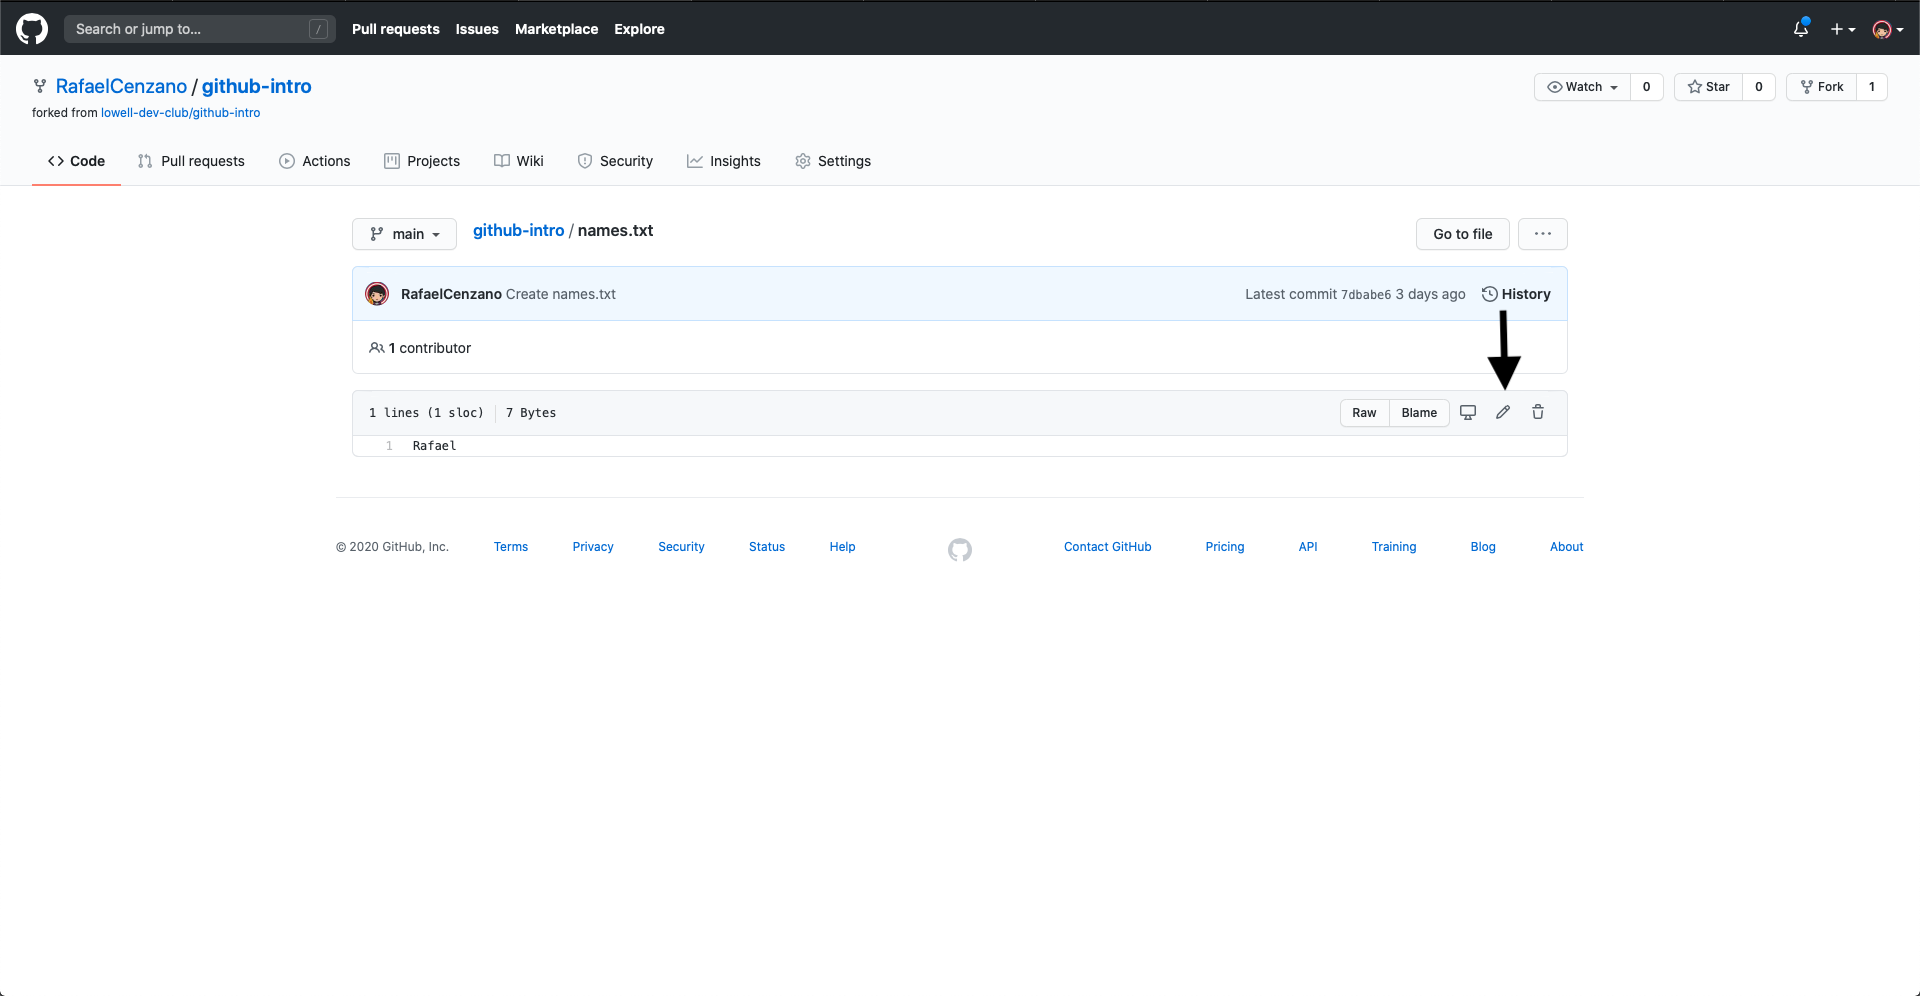 Search or jump to... /
Pull requests Issues Marketplace Explore
RafaelCenzano / github-intro
Watch 0 Star 0 Fork 1
forked from lowell-dev-club/github-intro
Code Pull requests Actions Projects Wiki Security Insights Settings
main github-intro / names.txt Go to file ...
RafaelCenzano Create names.txt Latest commit 7dbabe6 3 days ago History
1 contributor
1 lines (1 sloc) 7 Bytes Raw Blame
1 Rafael
© 2020 GitHub, Inc. Terms Privacy Security Status Help Contact GitHub Pricing API Training Blog About